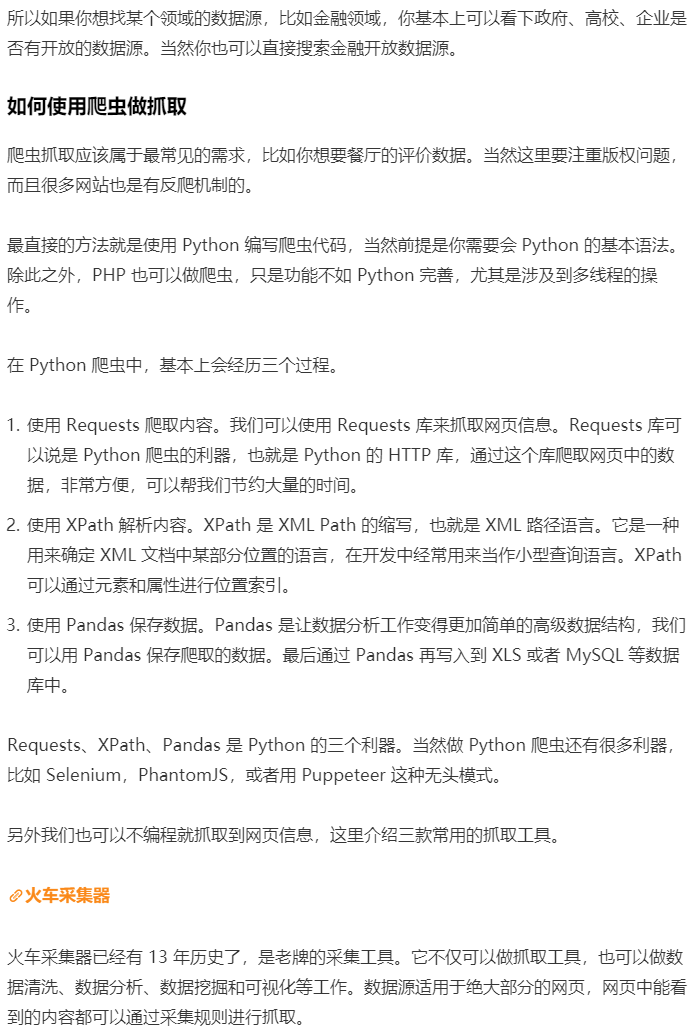 所以如果你想找某个领域的数据源，比如金融领域，你基本上可以看下政府、高校、企业是
否有开放的数据源。当然你也可以直接搜索金融开放数据源。
如何使用爬虫做抓取
爬虫抓取应该属于最常见的需求，比如你想要餐厅的评价数据。当然这里要注重版权问题，
而且很多网站也是有反爬机制的。
最直接的方法就是使用 Python 编写爬虫代码，当然前提是你需要会 Python 的基本语法。
除此之外，PHP 也可以做爬虫，只是功能不如 Python 完善，尤其是涉及到多线程的操
作。
在 Python 爬虫中，基本上会经历三个过程。
1. 使用 Requests 爬取内容。我们可以使用 Requests 库来抓取网页信息。Requests 库可
以说是 Python 爬虫的利器，也就是 Python 的 HTTP 库，通过这个库爬取网页中的数
据，非常方便，可以帮我们节约大量的时间。
2. 使用 XPath 解析内容。XPath 是 XML Path 的缩写，也就是 XML 路径语言。它是一种
用来确定 XML 文档中某部分位置的语言，在开发中经常用来当作小型查询语言。XPath
可以通过元素和属性进行位置索引。
3. 使用 Pandas 保存数据。Pandas 是让数据分析工作变得更加简单的高级数据结构，我们
可以用 Pandas 保存爬取的数据。最后通过 Pandas 再写入到 XLS 或者 MySQL 等数据
库中。
Requests、XPath、Pandas 是 Python 的三个利器。当然做 Python 爬虫还有很多利器，
比如 Selenium，PhantomJS，或者用 Puppeteer 这种无头模式。
另外我们也可以不编程就抓取到网页信息，这里介绍三款常用的抓取工具。
火车采集器
火车采集器已经有 13 年历史了，是老牌的采集工具。它不仅可以做抓取工具，也可以做数
据清洗、数据分析、数据挖掘和可视化等工作。数据源适用于绝大部分的网页，网页中能看
到的内容都可以通过采集规则进行抓取。